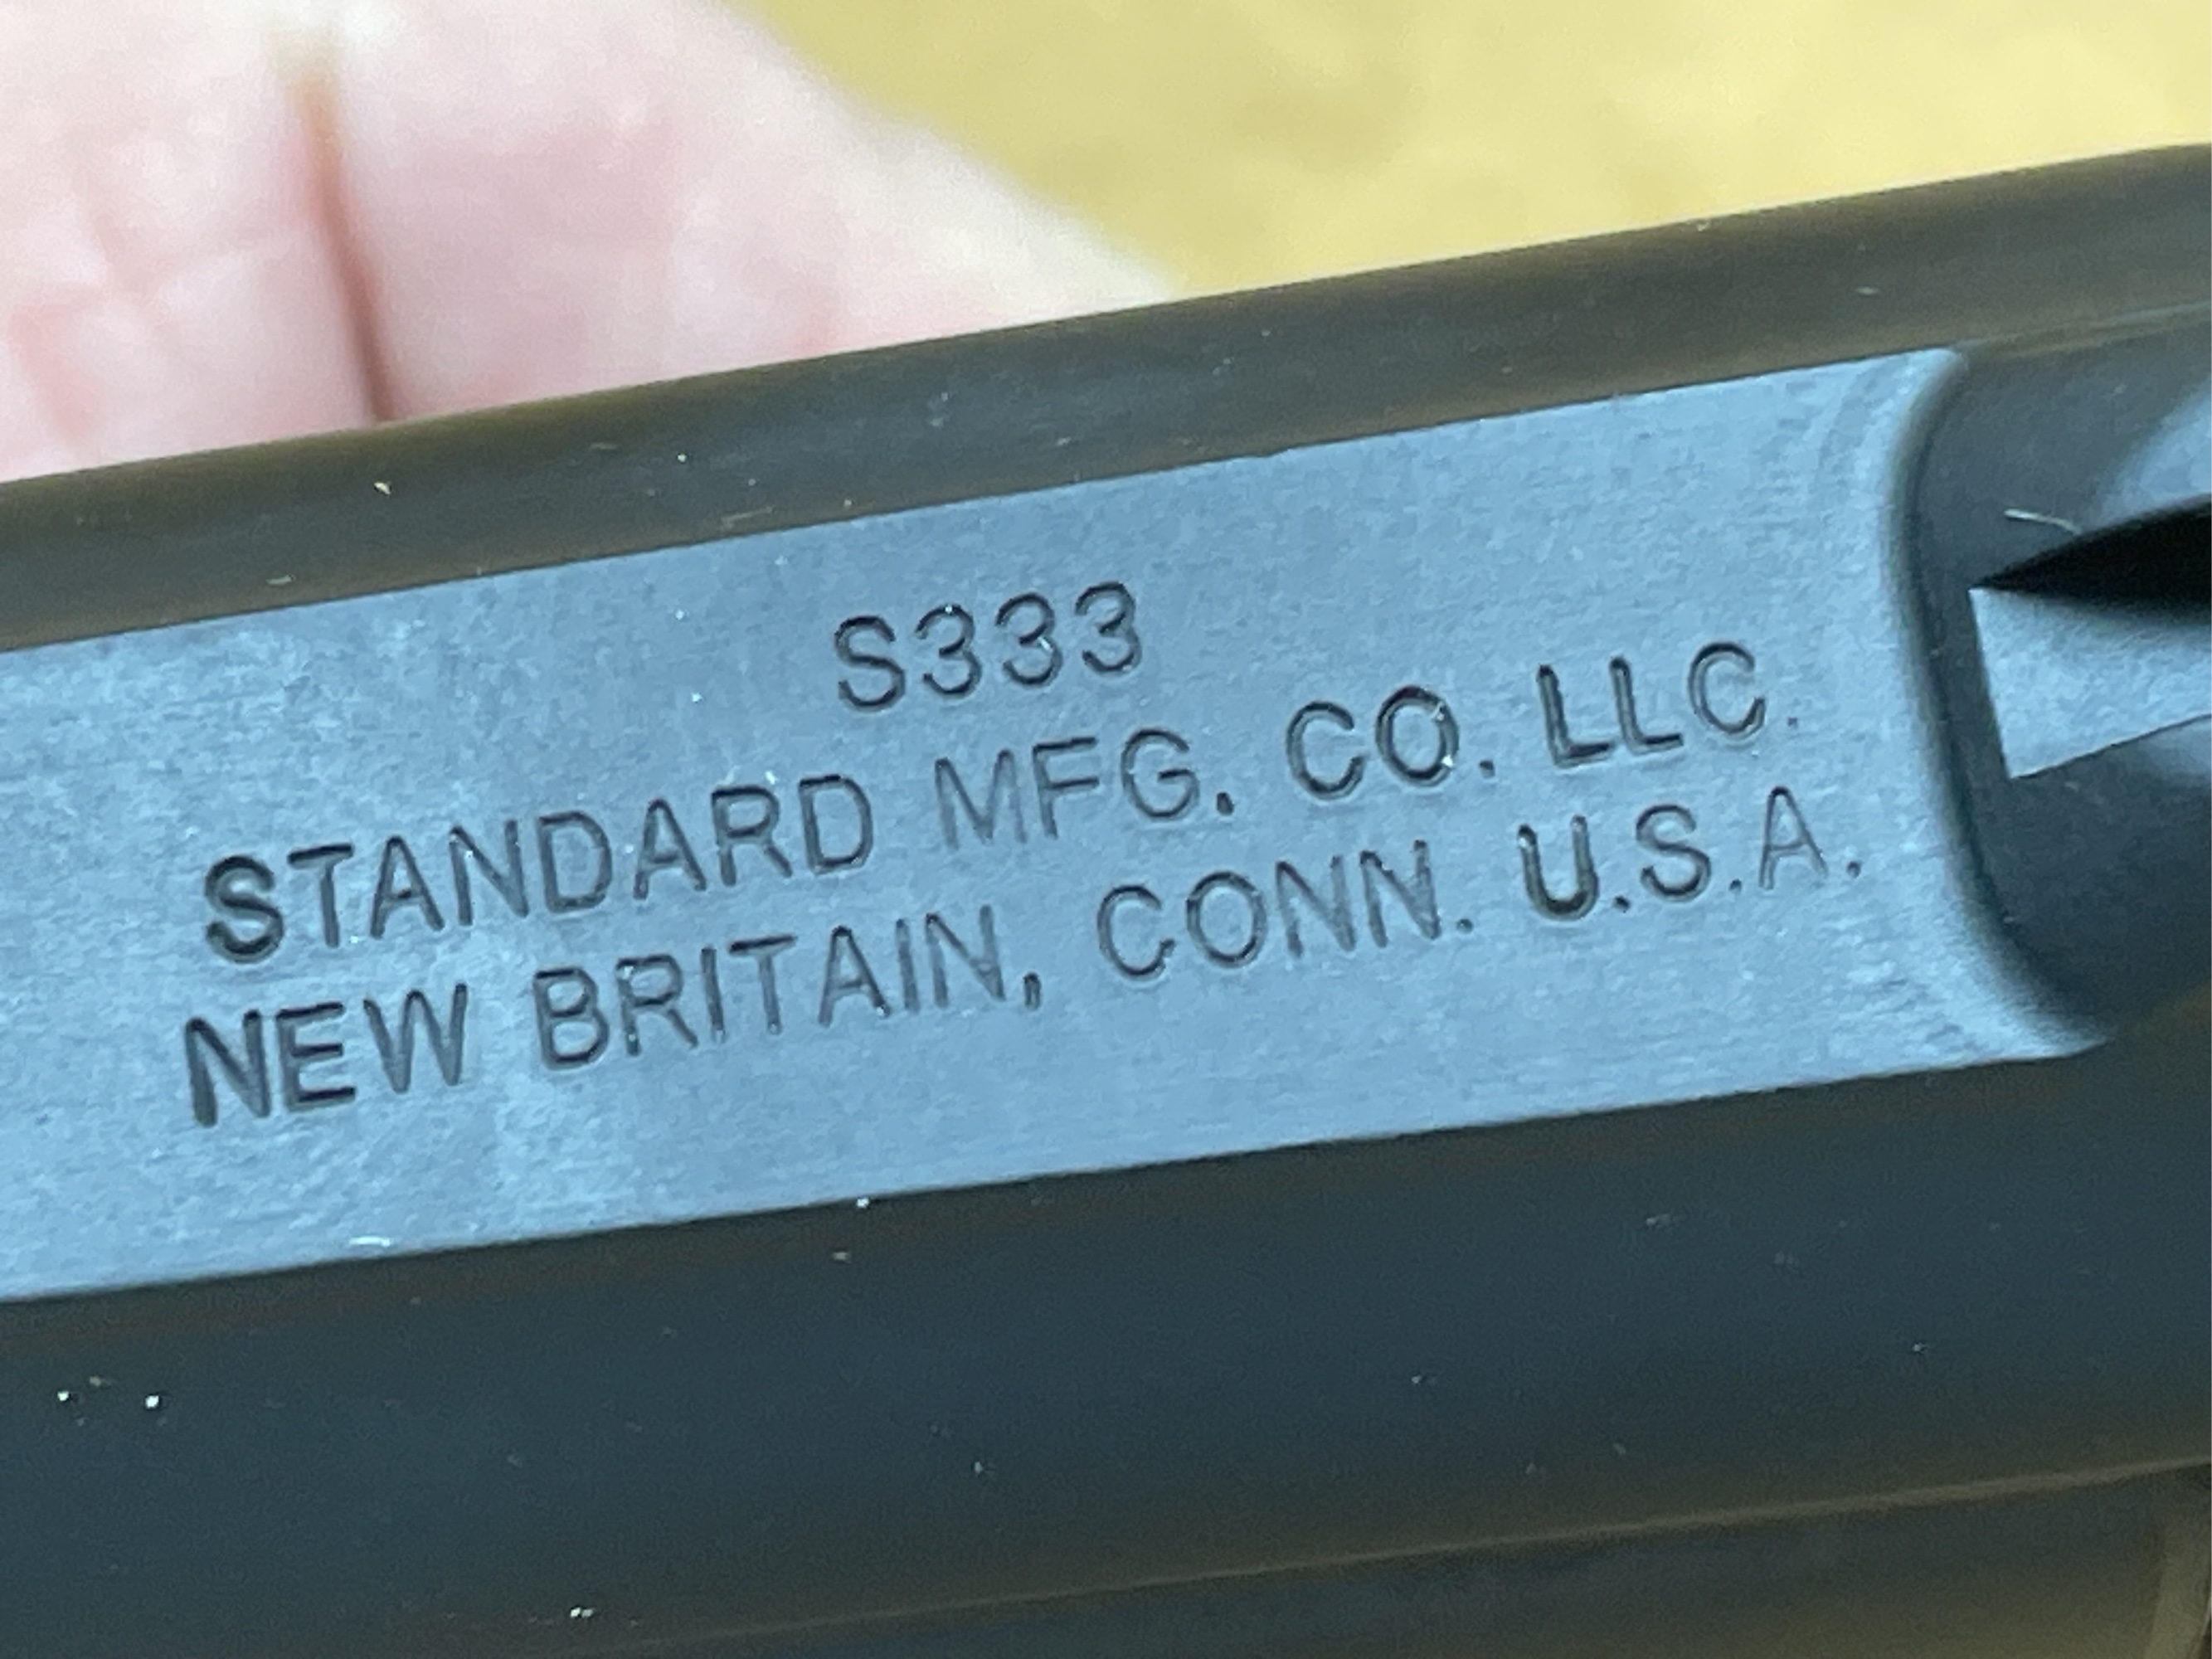 S333
STANDARD MFG. CO. LLC.
NEW BRITAIN, CONN. U.S.A.